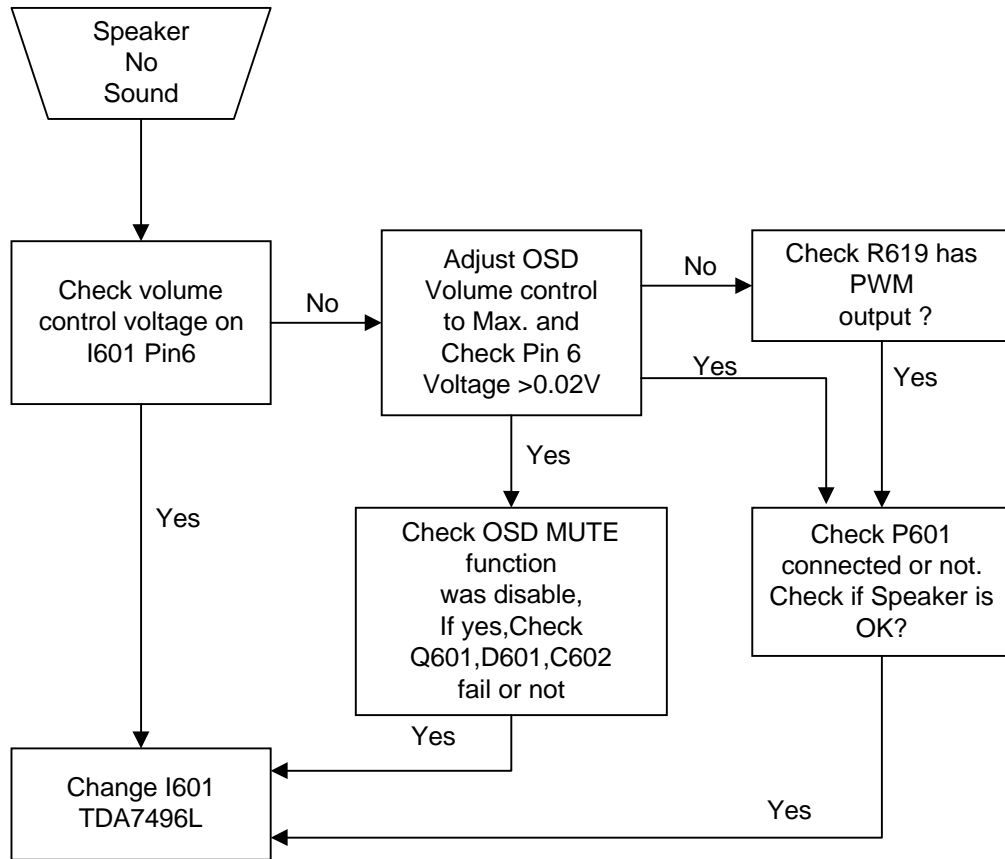 Speaker
No
Sound
Check volume
control voltage on
I601 Pin6
No
Adjust OSD
Volume control
to Max. and
Check Pin 6
Voltage >0.02V
No
Check R619 has
PWM
output ?
Yes
Yes
Yes
Yes
Check OSD MUTE
function
was disable,
If yes,Check
Q601,D601,C602
fail or not
Check P601
connected or not.
Check if Speaker is
OK?
Yes
Change I601
TDA7496L
Yes